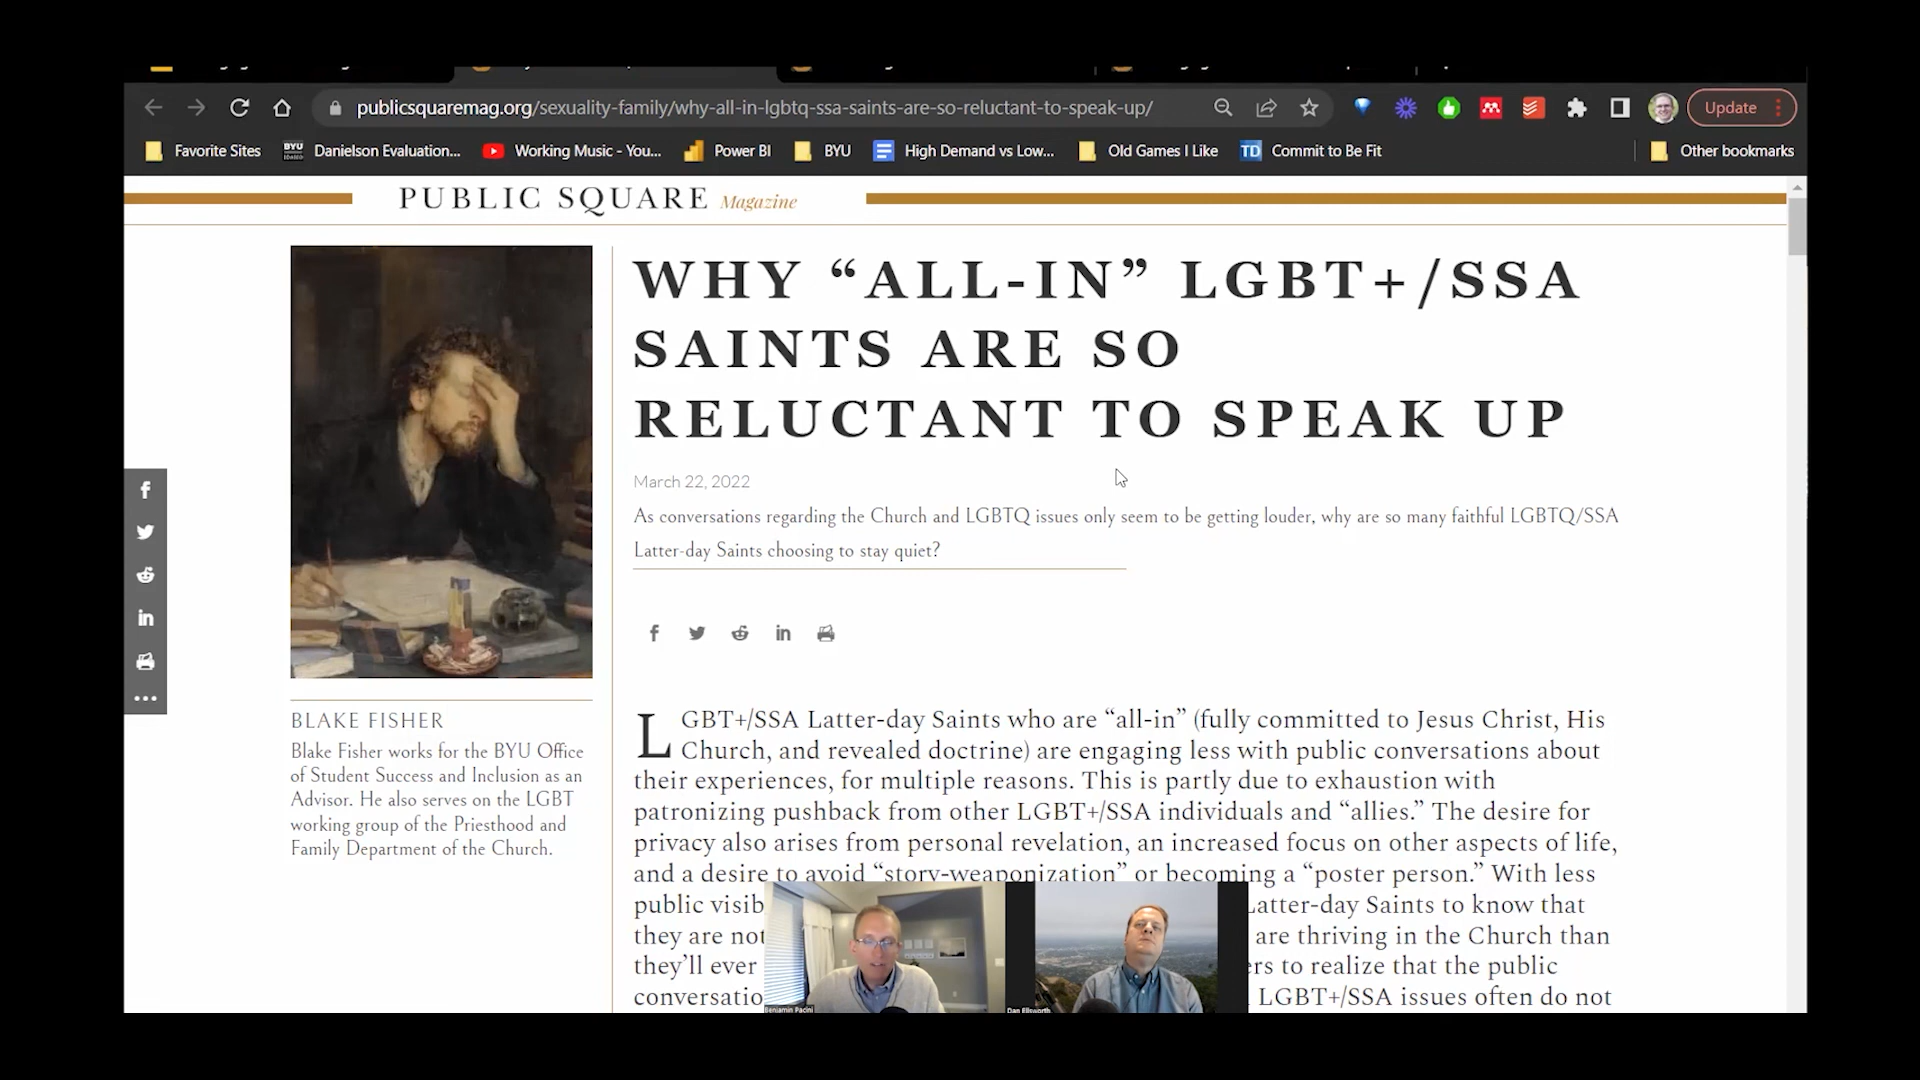 publicsquaremag.org/sexuality-family/why-all-in-lgbtq-ssa-saints-are-so-reluctant-to-speak-up/
Update
Favorite Sites
BYU
Danielson Evaluation...
Working Music - You...
Power BI
BYU
High Demand vs Low...
Old Games I Like
TD
Commit to Be Fit
Other bookmarks
PUBLIC SQUARE Magazine
WHY “ALL-IN” LGBT+/SSA
SAINTS ARE SO
RELUCTANT TO SPEAK UP
March 22, 2022
As conversations regarding the Church and LGBTQ issues only seem to be getting louder, why are so many faithful LGBTQ/SSA
Latter-day Saints choosing to stay quiet?
BLAKE FISHER
Blake Fisher works for the BYU Office
of Student Success and Inclusion as an
Advisor. He also serves on the LGBT
working group of the Priesthood and
Family Department of the Church.
LGBT+/SSA Latter-day Saints who are “all-in” (fully committed to Jesus Christ, His
Church, and revealed doctrine) are engaging less with public conversations about
their experiences, for multiple reasons. This is partly due to exhaustion with
patronizing pushback from other LGBT+/SSA individuals and “allies.” The desire for
privacy also arises from personal revelation, an increased focus on other aspects of life,
and a desire to avoid “story-weaponization” or becoming a “poster person.” With less
public visib Latter-day Saints to know that
they are not are thriving in the Church than
they’ll ever ers to realize that the public
conversatio LGBT+/SSA issues often do not
Benjamin Pacini
Dan Ellsworth